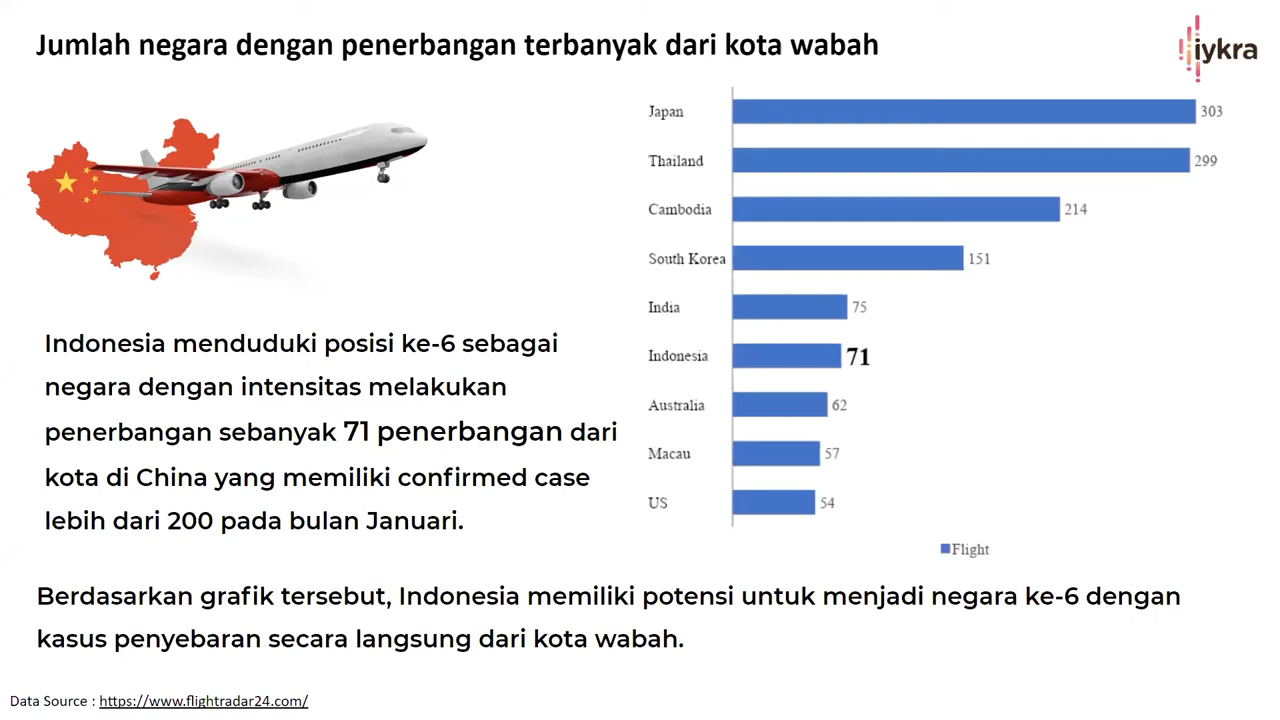 Jumlah negara dengan penerbangan terbanyak dari kota wabah
iykra
Japan 303
Thailand 299
Cambodia 214
South Korea 151
India 75
Indonesia 71
Australia 62
Macau 57
US 54
Flight
Indonesia menduduki posisi ke-6 sebagai
negara dengan intensitas melakukan
penerbangan sebanyak 71 penerbangan dari
kota di China yang memiliki confirmed case
lebih dari 200 pada bulan Januari.
Berdasarkan grafik tersebut, Indonesia memiliki potensi untuk menjadi negara ke-6 dengan
kasus penyebaran secara langsung dari kota wabah.
Data Source : https://www.flightradar24.com/